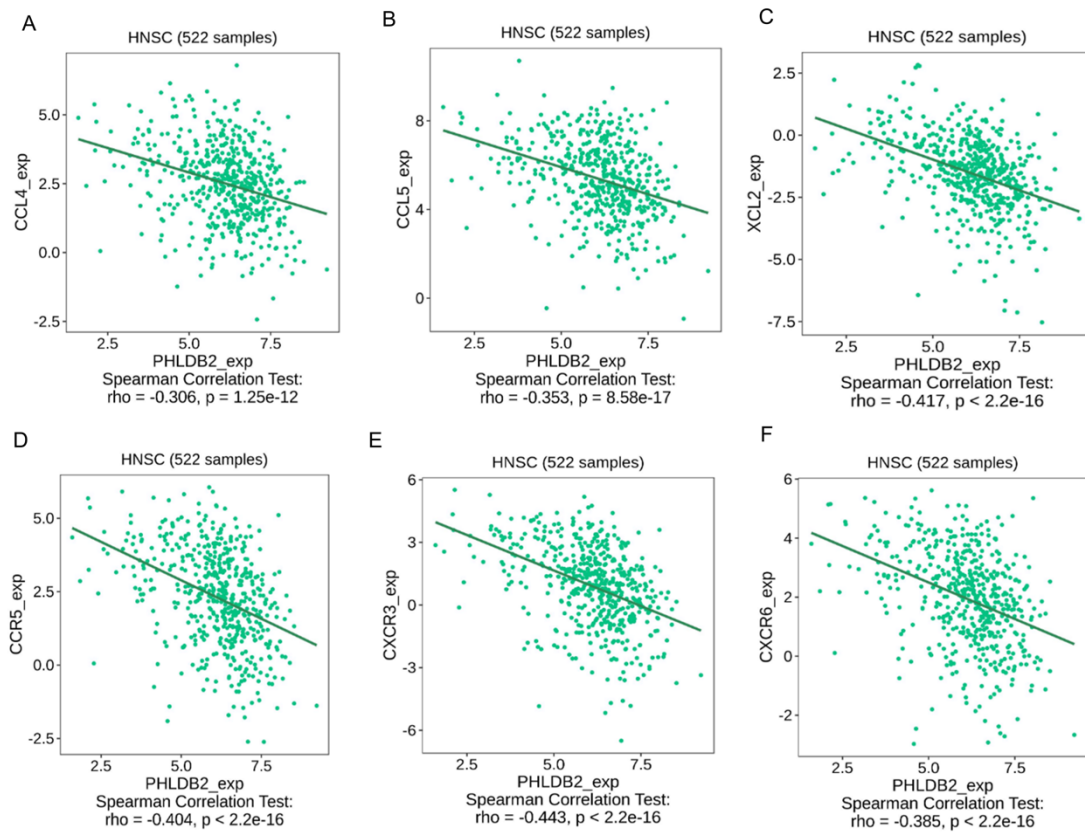 A
HNSC (522 samples)
CCL4_exp
5.0
2.5
0.0
-2.5
2.5
5.0
7.5
PHLDB2_exp
Spearman Correlation Test:
rho = -0.306, p = 1.25e-12
B
HNSC (522 samples)
CCL5_exp
8
4
0
2.5
5.0
7.5
PHLDB2_exp
Spearman Correlation Test:
rho = -0.353, p = 8.58e-17
C
HNSC (522 samples)
XCL2_exp
2.5
0.0
-2.5
-5.0
-7.5
2.5
5.0
7.5
PHLDB2_exp
Spearman Correlation Test:
rho = -0.417, p < 2.2e-16
D
HNSC (522 samples)
CCR5_exp
5.0
2.5
0.0
-2.5
2.5
5.0
7.5
PHLDB2_exp
Spearman Correlation Test:
rho = -0.404, p < 2.2e-16
E
HNSC (522 samples)
CXCR3_exp
6
3
0
-3
-6
2.5
5.0
7.5
PHLDB2_exp
Spearman Correlation Test:
rho = -0.443, p < 2.2e-16
F
HNSC (522 samples)
CXCR6_exp
6
4
2
0
-2
2.5
5.0
7.5
PHLDB2_exp
Spearman Correlation Test:
rho = -0.385, p < 2.2e-16